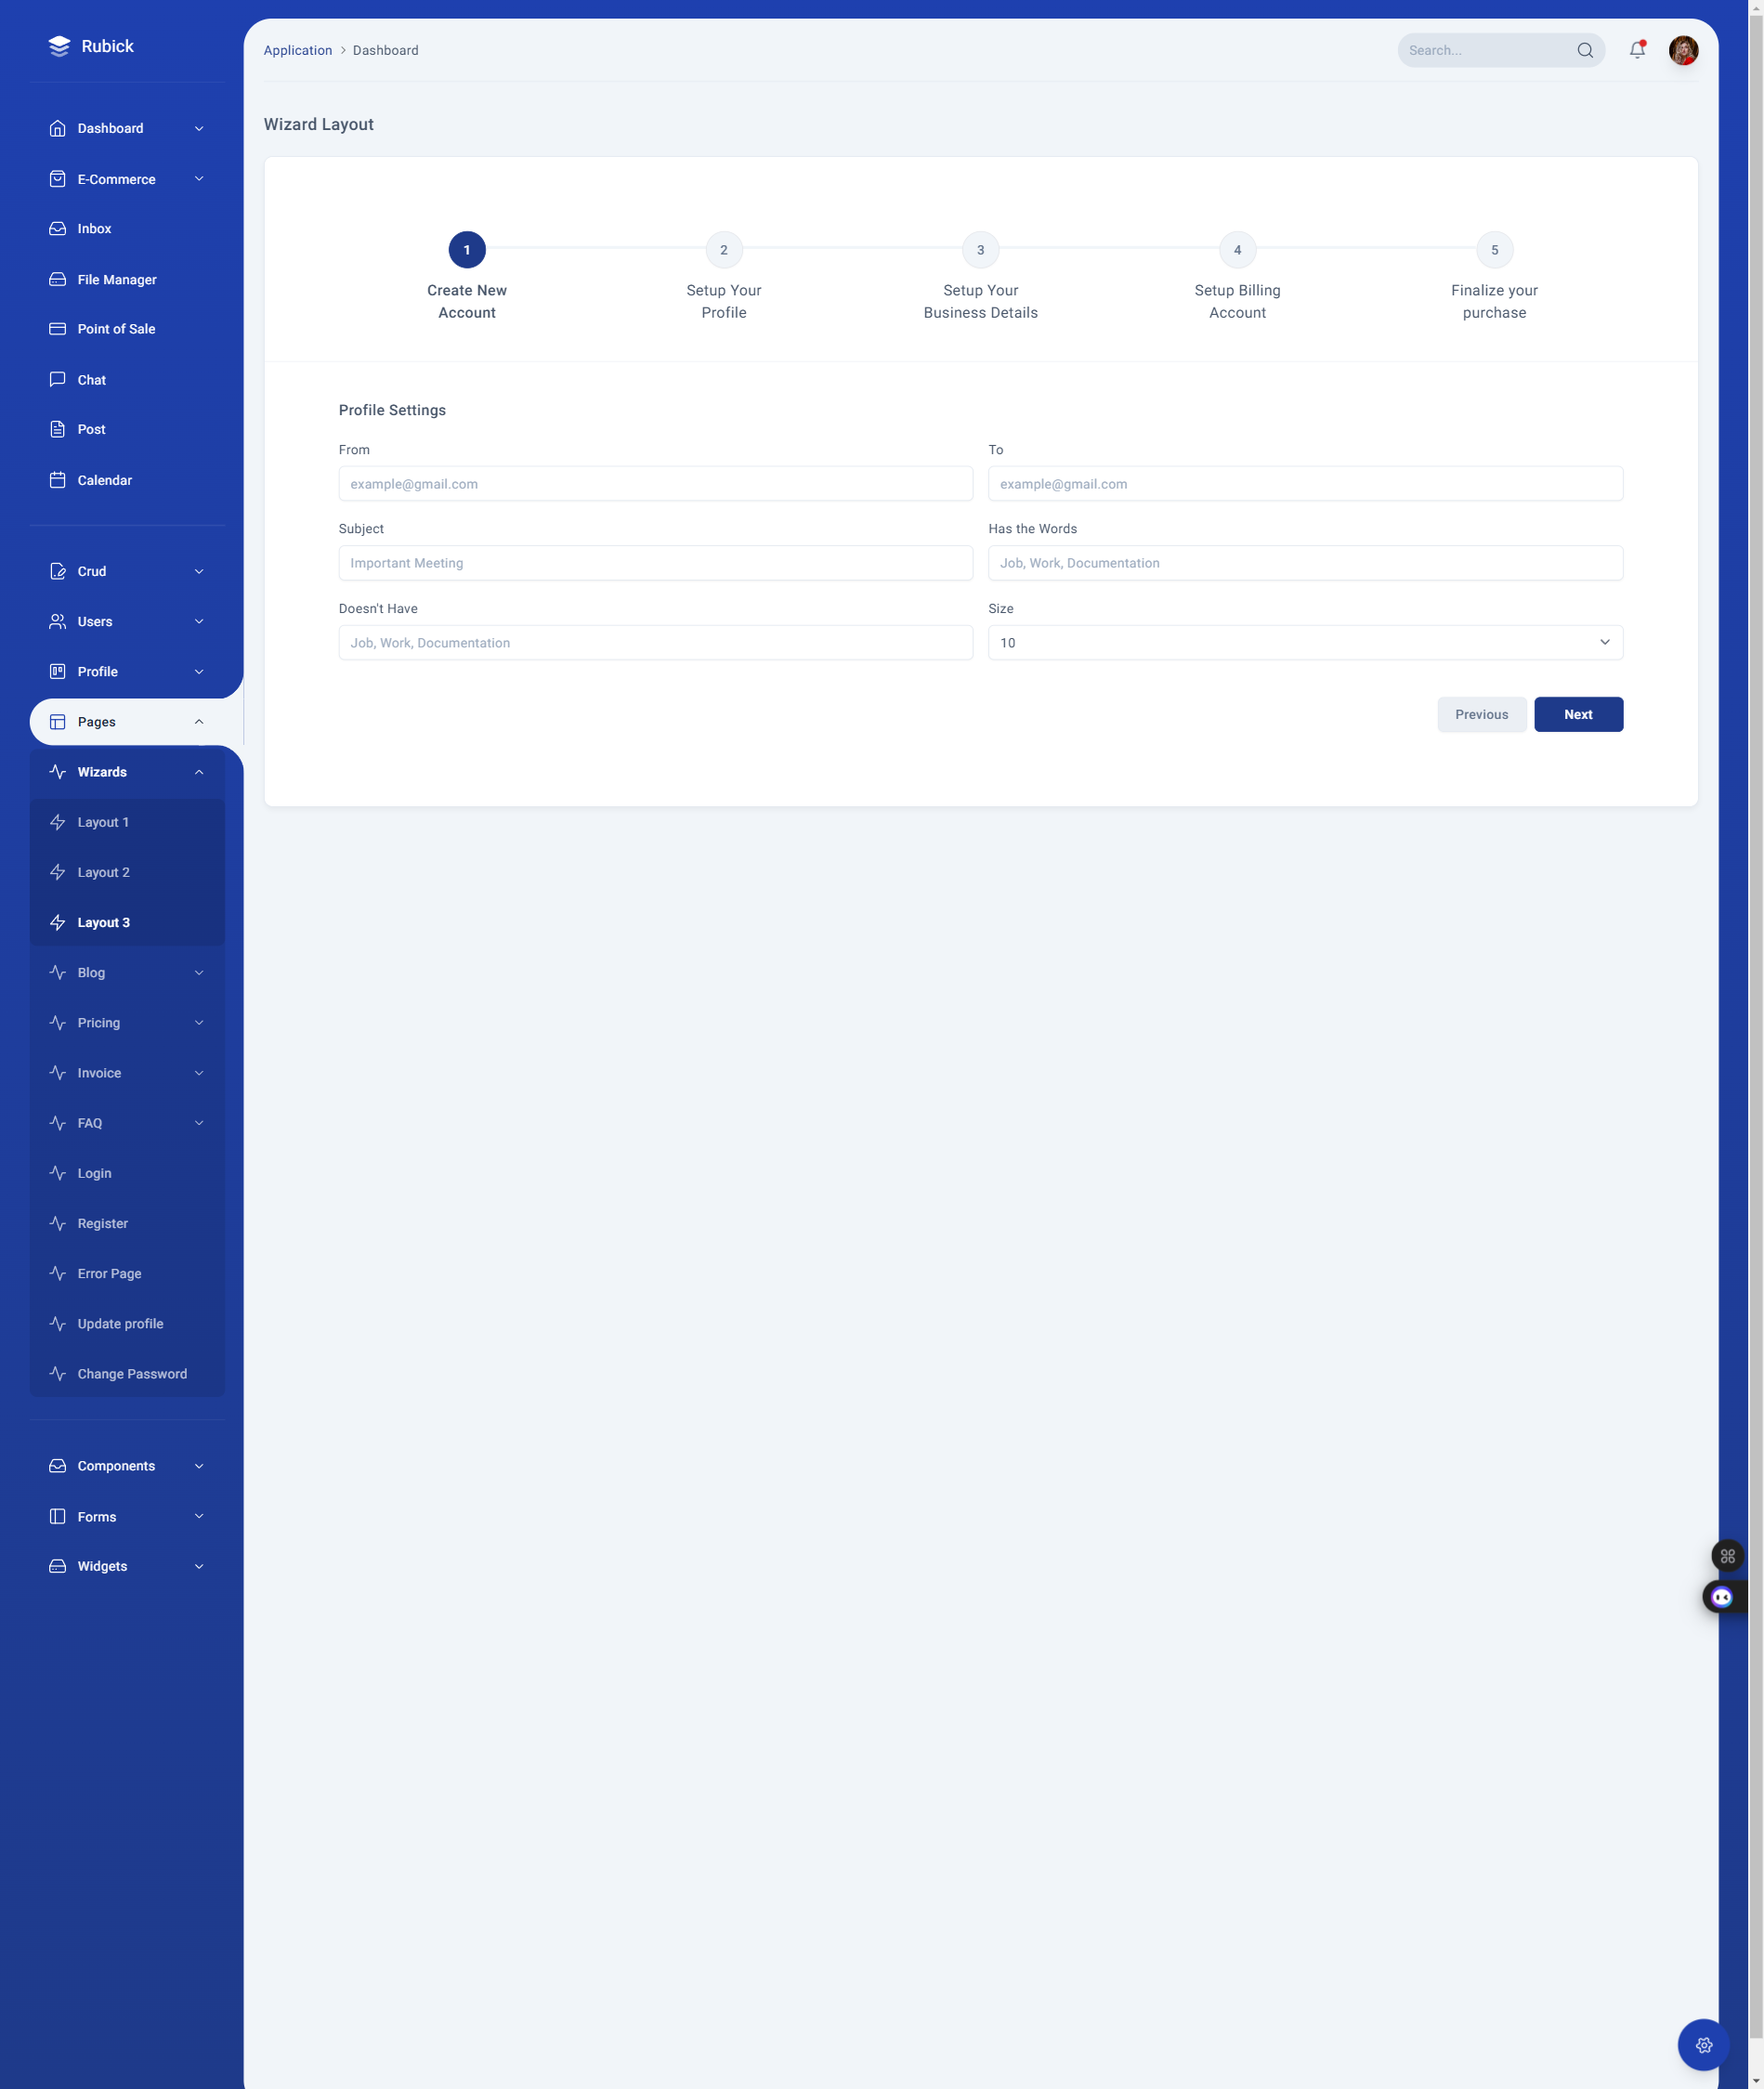 Rubick
Application > Dashboard
Search...
Dashboard
E-Commerce
Inbox
File Manager
Point of Sale
Chat
Post
Calendar
Crud
Users
Profile
Pages
Wizards
Layout 1
Layout 2
Layout 3
Blog
Pricing
Invoice
FAQ
Login
Register
Error Page
Update profile
Change Password
Components
Forms
Widgets
Wizard Layout
1
Create New
Account
2
Setup Your
Profile
3
Setup Your
Business Details
4
Setup Billing
Account
5
Finalize your
purchase
Profile Settings
From
example@gmail.com
To
example@gmail.com
Subject
Important Meeting
Has the Words
Job, Work, Documentation
Doesn't Have
Job, Work, Documentation
Size
10
Previous
Next